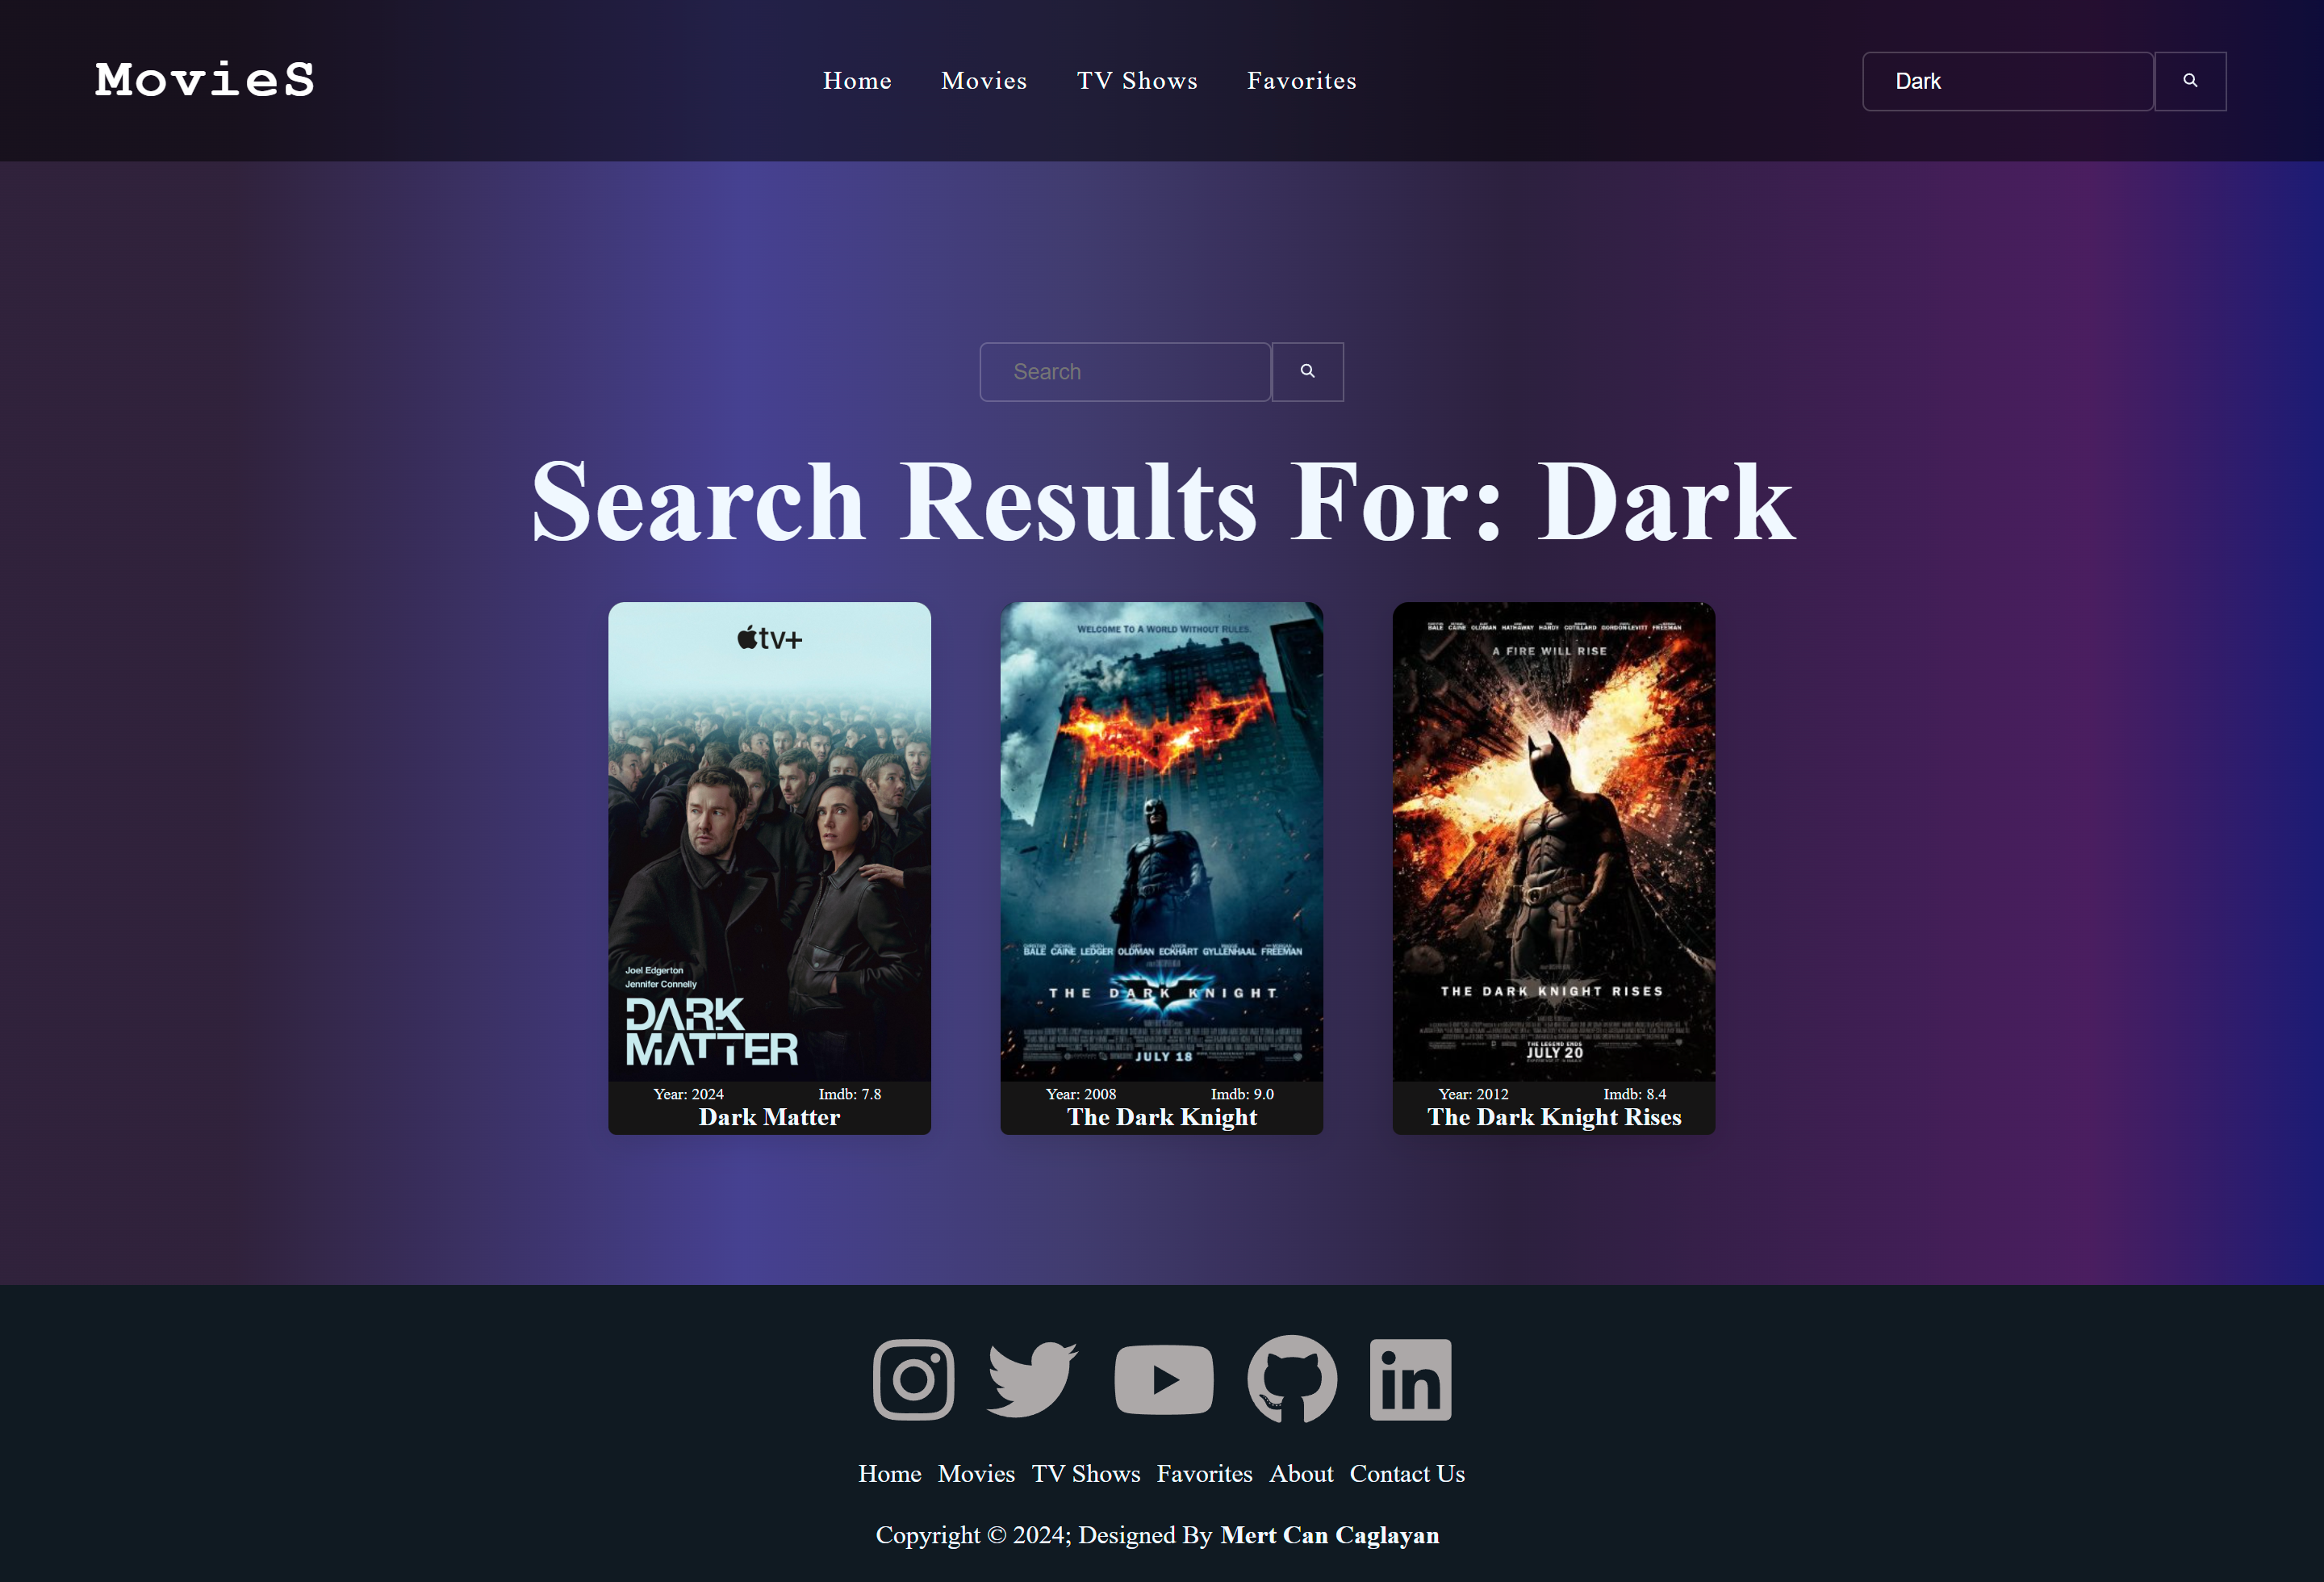 MovieS
Home Movies TV Shows Favorites
Dark
Search
Search Results For: Dark
tv+
Joel Edgerton
Jennifer Connelly
DARK
MATTER
Year: 2024 Imdb: 7.8
Dark Matter
WELCOME TO A WORLD WITHOUT RULES.
BALE CAINE LEDGER OLDMAN ECKHART GYLLENHAAL FREEMAN
THE DARK KNIGHT
JULY 18
Year: 2008 Imdb: 9.0
The Dark Knight
BALE CAINE OLDMAN HATHAWAY HARDY COTILLARD GORDON-LEVITT FREEMAN
A FIRE WILL RISE
THE DARK KNIGHT RISES
THE LEGEND ENDS
JULY 20
Year: 2012 Imdb: 8.4
The Dark Knight Rises
in
Home Movies TV Shows Favorites About Contact Us
Copyright © 2024; Designed By Mert Can Caglayan